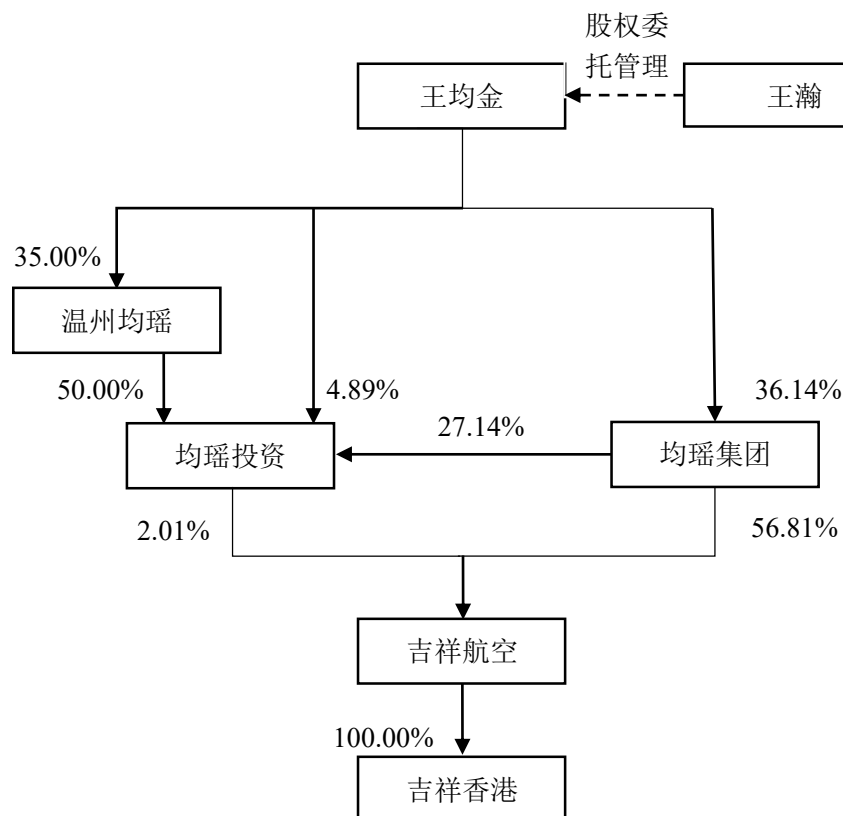 股权委
托管理
王均金
王瀚
35.00%
温州均瑶
50.00%
4.89%
36.14%
27.14%
均瑶投资
均瑶集团
2.01%
56.81%
吉祥航空
100.00%
吉祥香港